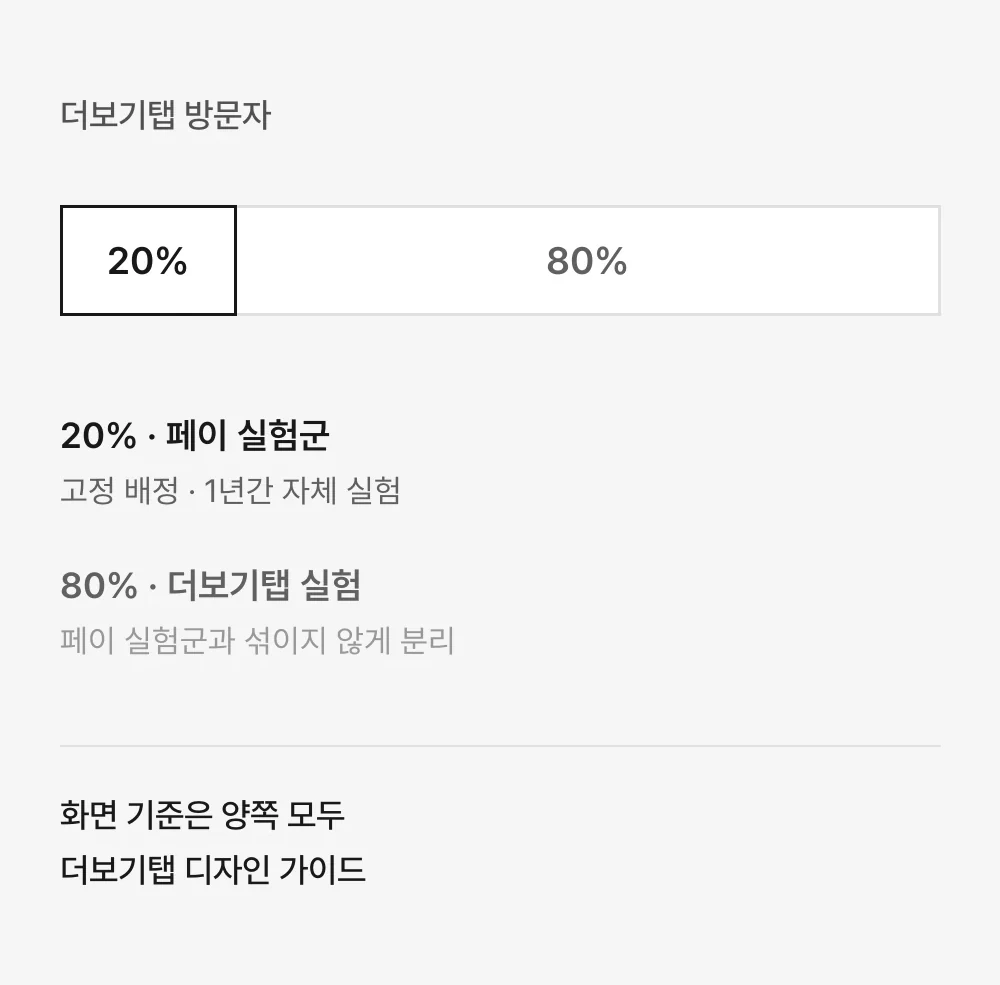 더보기탭 방문자
20%
80%
20% · 페이 실험군
고정 배정 · 1년간 자체 실험
80% · 더보기탭 실험
페이 실험군과 섞이지 않게 분리
화면 기준은 양쪽 모두
더보기탭 디자인 가이드